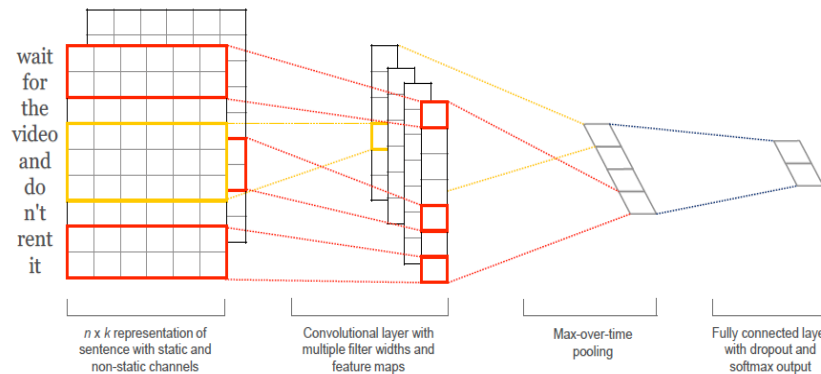 wait
for
the
video
and
do
n't
rent
it
n x k representation of
sentence with static and
non-static channels
Convolutional layer with
multiple filter widths and
feature maps
Max-over-time
pooling
Fully connected layer
with dropout and
softmax output